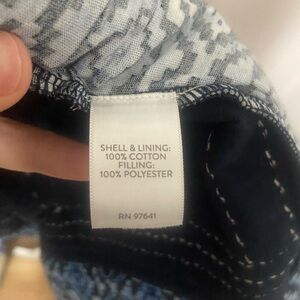 SHELL & LINING:
100% COTTON
FILLING:
100% POLYESTER
RN 97641